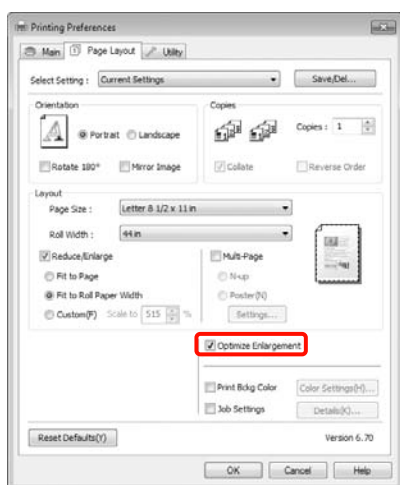 Printing Preferences
Main Page Layout Utility
Select Setting : Current Settings Save/Del...
Orientation Copies
Portrait Landscape Copies : 1
Rotate 180° Mirror Image Collate Reverse Order
Layout
Page Size : Letter 8 1/2 x 11 in
Roll Width : 44 in
Reduce/Enlarge Multi-Page
Fit to Page N-up
Fit to Roll Paper Width Poster(N)
Custom(F) Scale to 515 % Settings...
Optimize Enlargement
Print Bckg Color Color Settings(H)...
Job Settings Details(K)...
Reset Defaults(Y) Version 6.70
OK Cancel Help